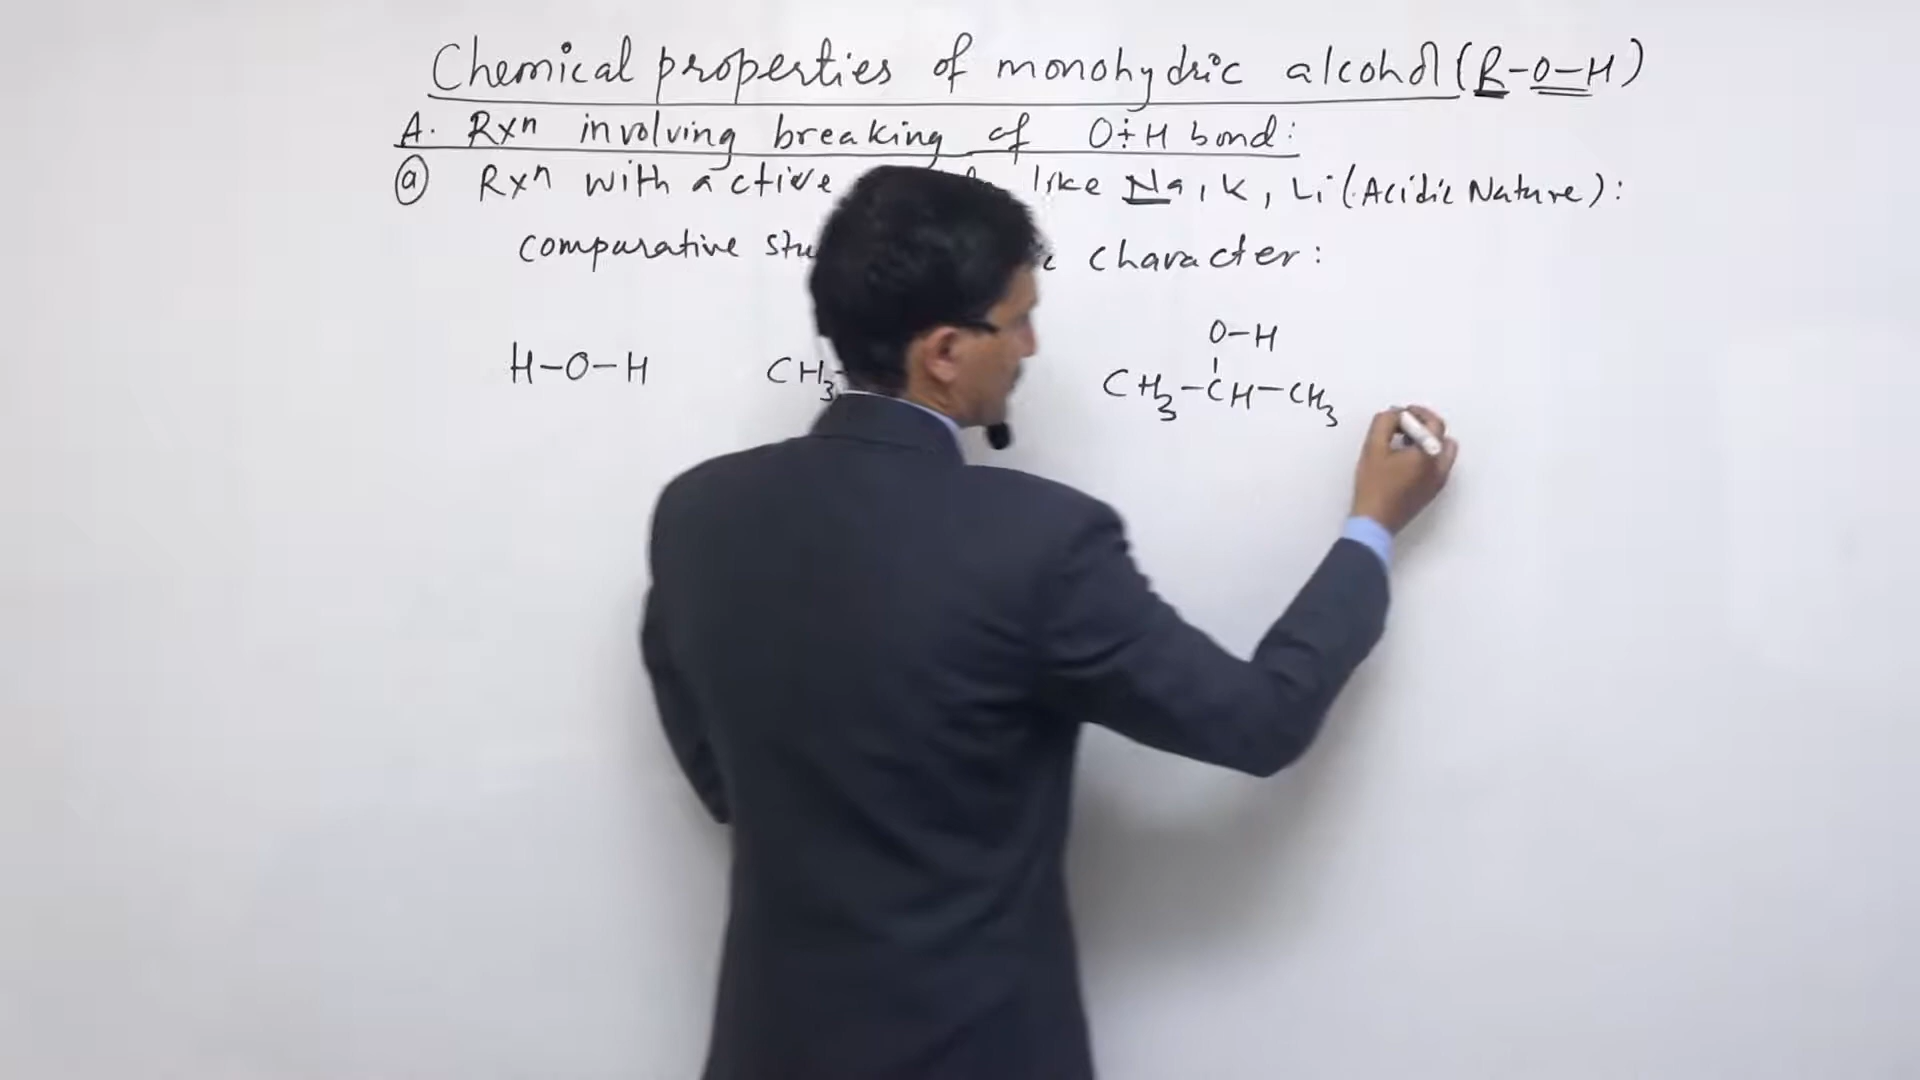 Chemical properties of monohydric alcohol (R-O-H)
A. Rxn involving breaking of O÷H bond:
ⓐ Rxn with active like Na, K, Li (Acidic Nature):
comparative character:
O-H
H-O-H CH3- CH3-CH-CH3